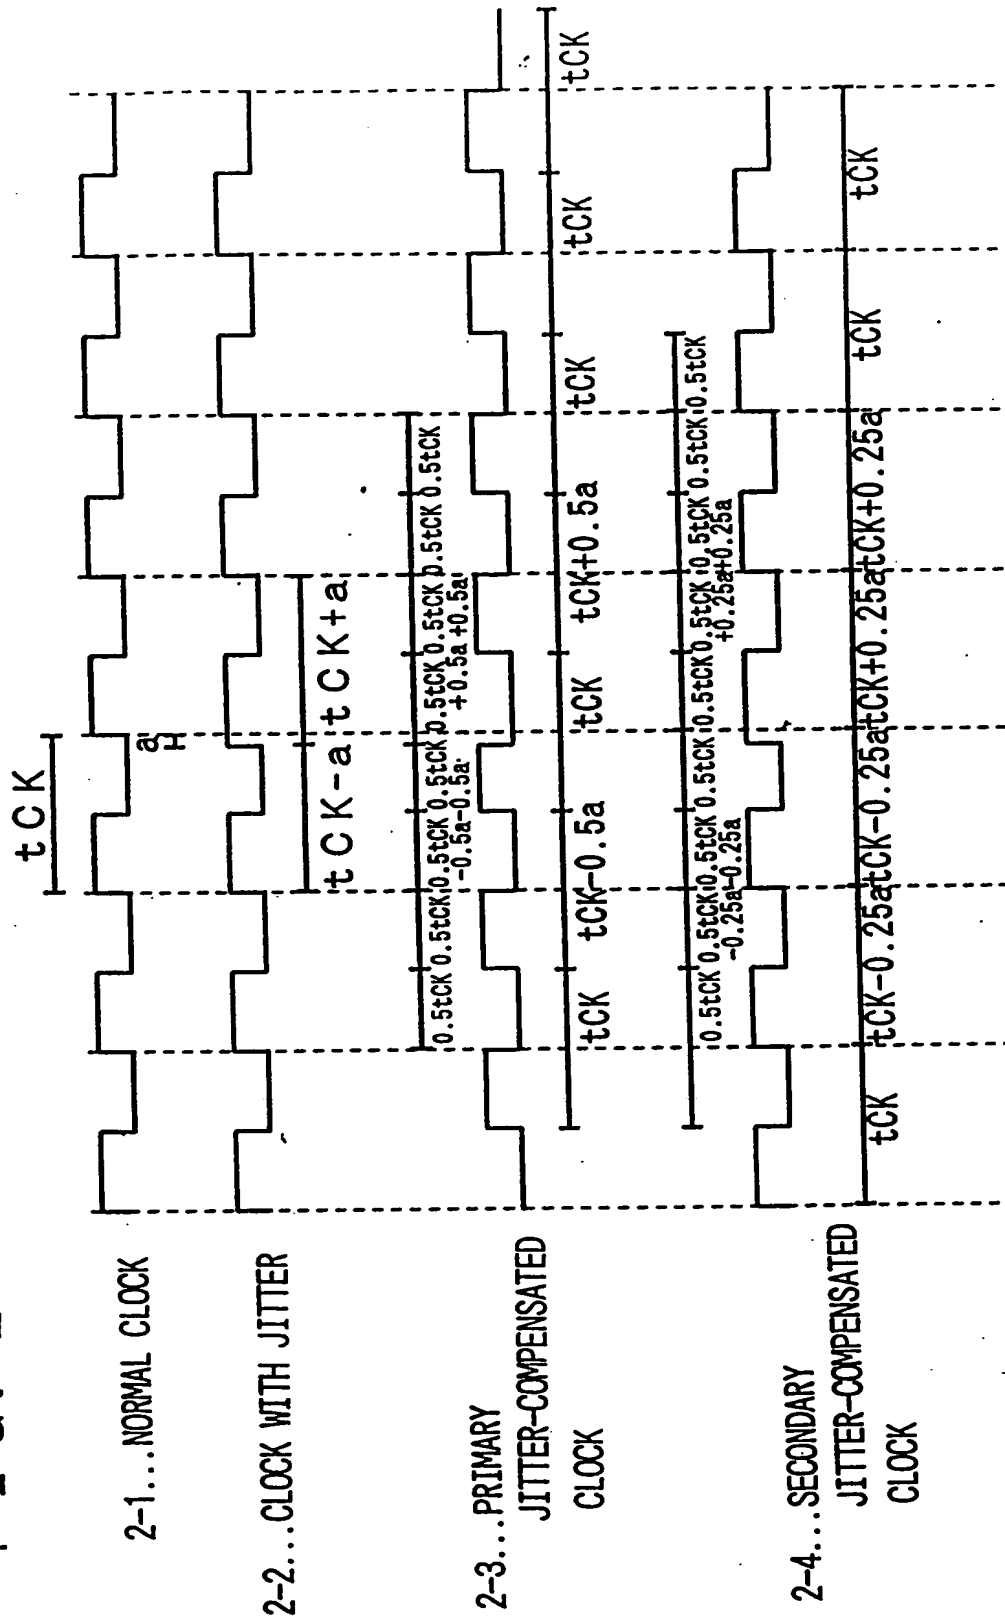 tCK
2-1...NORMAL CLOCK
a
2-2...CLOCK WITH JITTER
tCK-a tCK+a
0.5tCK 0.5tCK 0.5tCK 0.5tCK 0.5tCK 0.5tCK 0.5tCK 0.5tCK
-0.5a -0.5a +0.5a +0.5a
2-3...PRIMARY
JITTER-COMPENSATED
CLOCK
tCK tCK-0.5a tCK tCK+0.5a tCK tCK tCK
0.5tCK 0.5tCK 0.5tCK 0.5tCK 0.5tCK 0.5tCK 0.5tCK 0.5tCK 0.5tCK
-0.25a -0.25a +0.25a +0.25a
2-4...SECONDARY
JITTER-COMPENSATED
CLOCK
tCK tCK-0.25a tCK-0.25a tCK+0.25a tCK+0.25a tCK tCK